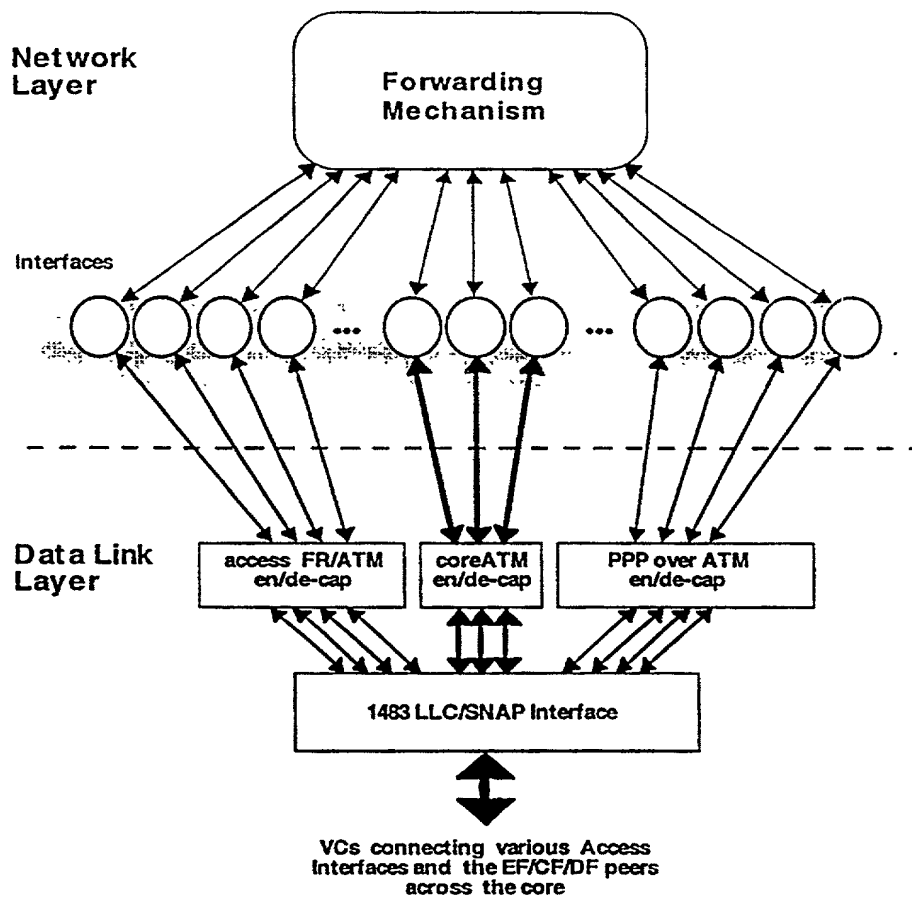 Network
Layer
Forwarding
Mechanism
Interfaces
...
...
Data Link
Layer
access FR/ATM
en/de-cap
coreATM
en/de-cap
PPP over ATM
en/de-cap
1483 LLC/SNAP Interface
VCs connecting various Access
Interfaces and the EF/CF/DF peers
across the core